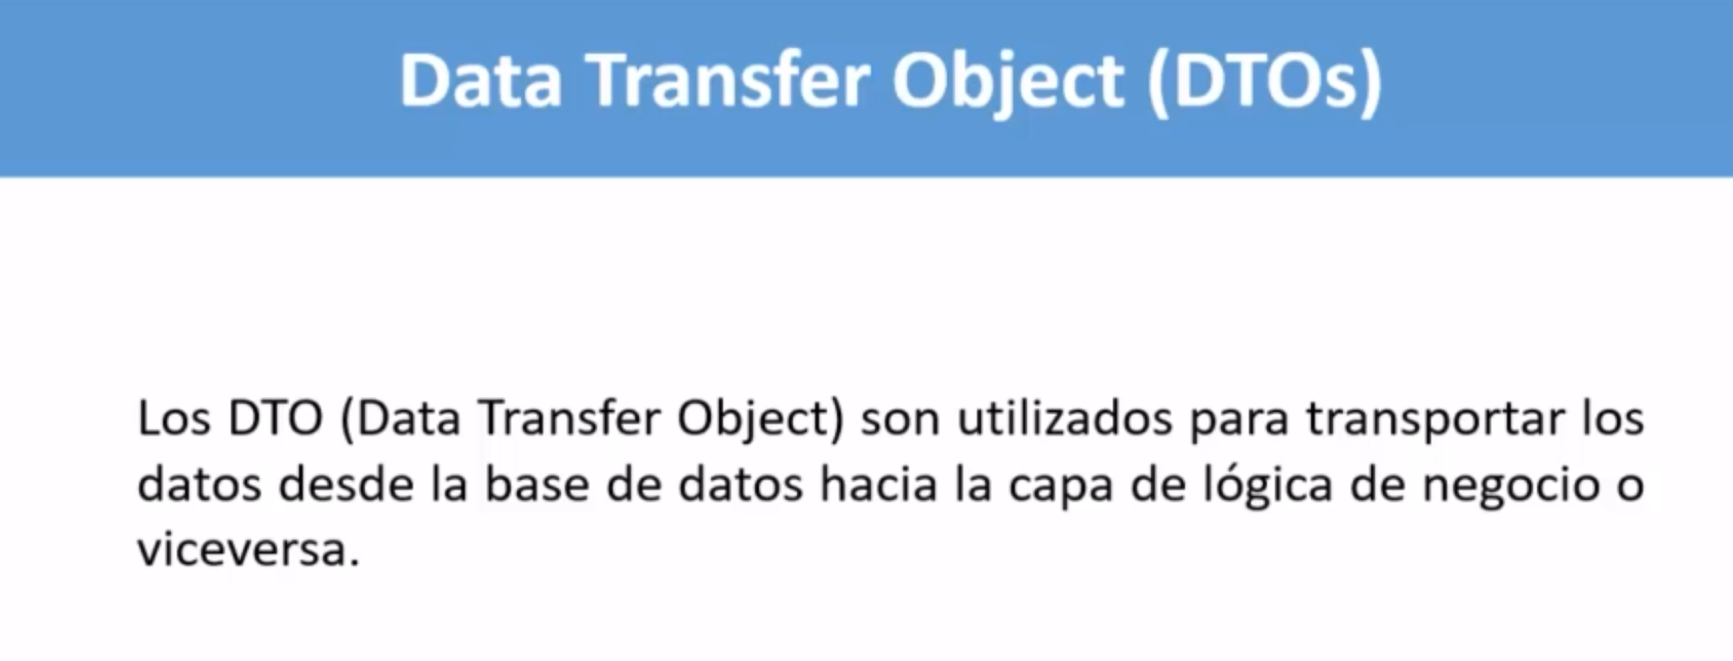 Data Transfer Object (DTOs)
Los DTO (Data Transfer Object) son utilizados para transportar los
datos desde la base de datos hacia la capa de lógica de negocio o
viceversa.